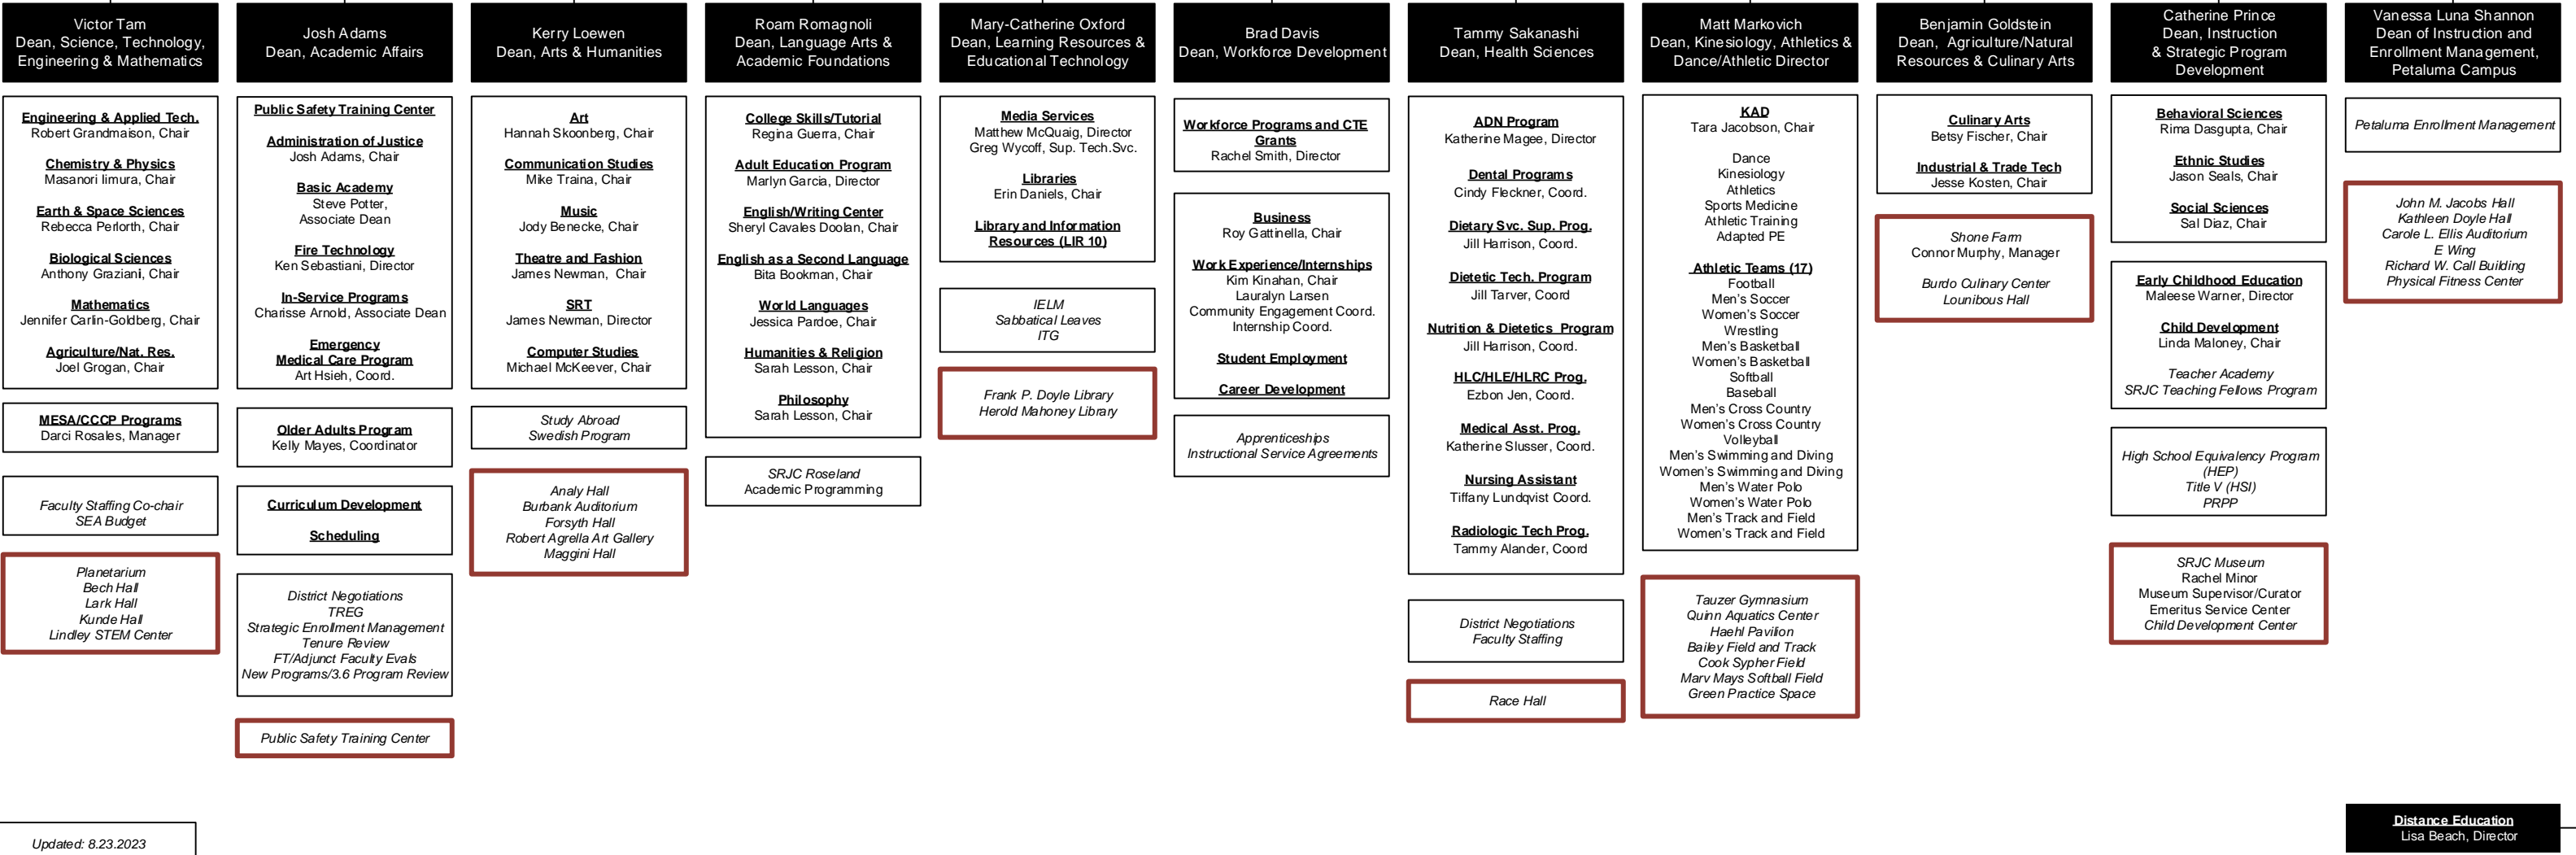 Victor Tam
Dean, Science, Technology,
Engineering & Mathematics
Engineering & Applied Tech.
Robert Grandmaison, Chair
Chemistry & Physics
Masanori Iimura, Chair
Earth & Space Sciences
Rebecca Perlorth, Chair
Biological Sciences
Anthony Graziani, Chair
Mathematics
Jennifer Carlin-Goldberg, Chair
Agriculture/Nat. Res.
Joel Grogan, Chair
MESA/CCCP Programs
Darci Rosales, Manager
Faculty Staffing Co-chair
SEA Budget
Planetarium
Bech Hall
Lark Hall
Kunde Hall
Lindley STEM Center
Updated: 8.23.2023
Josh Adams
Dean, Academic Affairs
Public Safety Training Center
Administration of Justice
Josh Adams, Chair
Basic Academy
Steve Potter,
Associate Dean
Fire Technology
Ken Sebastiani, Director
In-Service Programs
Charisse Arnold, Associate Dean
Emergency
Medical Care Program
Art Hsieh, Coord.
Older Adults Program
Kelly Mayes, Coordinator
Curriculum Development
Scheduling
District Negotiations
TREG
Strategic Enrollment Management
Tenure Review
FT/Adjunct Faculty Evals
New Programs/3.6 Program Review
Public Safety Training Center
Kerry Loewen
Dean, Arts & Humanities
Art
Hannah Skoonberg, Chair
Communication Studies
Mike Traina, Chair
Music
Jody Benecke, Chair
Theatre and Fashion
James Newman, Chair
SRT
James Newman, Director
Computer Studies
Michael McKeever, Chair
Study Abroad
Swedish Program
Analy Hall
Burbank Auditorium
Forsyth Hall
Robert Agrella Art Gallery
Maggini Hall
Roam Romagnoli
Dean, Language Arts &
Academic Foundations
College Skills/Tutorial
Regina Guerra, Chair
Adult Education Program
Marlyn Garcia, Director
English/Writing Center
Sheryl Cavales Doolan, Chair
English as a Second Language
Bita Bookman, Chair
World Languages
Jessica Pardoe, Chair
Humanities & Religion
Sarah Lesson, Chair
Philosophy
Sarah Lesson, Chair
SRJC Roseland
Academic Programming
Mary-Catherine Oxford
Dean, Learning Resources &
Educational Technology
Media Services
Matthew McQuaig, Director
Greg Wycoff, Sup. Tech.Svc.
Libraries
Erin Daniels, Chair
Library and Information
Resources (LIR 10)
IELM
Sabbatical Leaves
ITG
Frank P. Doyle Library
Herold Mahoney Library
Brad Davis
Dean, Workforce Development
Workforce Programs and CTE
Grants
Rachel Smith, Director
Business
Roy Gattinella, Chair
Work Experience/Internships
Kim Kinahan, Chair
Lauralyn Larsen
Community Engagement Coord.
Internship Coord.
Student Employment
Career Development
Apprenticeships
Instructional Service Agreements
Tammy Sakanashi
Dean, Health Sciences
ADN Program
Katherine Magee, Director
Dental Programs
Cindy Fleckner, Coord.
Dietary Svc. Sup. Prog.
Jill Harrison, Coord.
Dietetic Tech. Program
Jill Tarver, Coord
Nutrition & Dietetics Program
Jill Harrison, Coord.
HLC/HLE/HLRC Prog.
Ezbon Jen, Coord.
Medical Asst. Prog.
Katherine Slusser, Coord.
Nursing Assistant
Tiffany Lundqvist Coord.
Radiologic Tech Prog.
Tammy Alander, Coord
District Negotiations
Faculty Staffing
Race Hall
Matt Markovich
Dean, Kinesiology, Athletics &
Dance/Athletic Director
KAD
Tara Jacobson, Chair
Dance
Kinesiology
Athletics
Sports Medicine
Athletic Training
Adapted PE
Athletic Teams (17)
Football
Men's Soccer
Women's Soccer
Wrestling
Men's Basketball
Women's Basketball
Softball
Baseball
Men's Cross Country
Women's Cross Country
Volleyball
Men's Swimming and Diving
Women's Swimming and Diving
Men's Water Polo
Women's Water Polo
Men's Track and Field
Women's Track and Field
Tauzer Gymnasium
Quinn Aquatics Center
Haehl Pavilion
Bailey Field and Track
Cook Sypher Field
Marv Mays Softball Field
Green Practice Space
Benjamin Goldstein
Dean, Agriculture/Natural
Resources & Culinary Arts
Culinary Arts
Betsy Fischer, Chair
Industrial & Trade Tech
Jesse Kosten, Chair
Shone Farm
Connor Murphy, Manager
Burdo Culinary Center
Lounibous Hall
Catherine Prince
Dean, Instruction
& Strategic Program
Development
Behavioral Sciences
Rima Dasgupta, Chair
Ethnic Studies
Jason Seals, Chair
Social Sciences
Sal Diaz, Chair
Early Childhood Education
Maleese Warner, Director
Child Development
Linda Maloney, Chair
Teacher Academy
SRJC Teaching Fellows Program
High School Equivalency Program
(HEP)
Title V (HSI)
PRPP
SRJC Museum
Rachel Minor
Museum Supervisor/Curator
Emeritus Service Center
Child Development Center
Vanessa Luna Shannon
Dean of Instruction and
Enrollment Management,
Petaluma Campus
Petaluma Enrollment Management
John M. Jacobs Hall
Kathleen Doyle Hall
Carole L. Ellis Auditorium
E Wing
Richard W. Call Building
Physical Fitness Center
Distance Education
Lisa Beach, Director